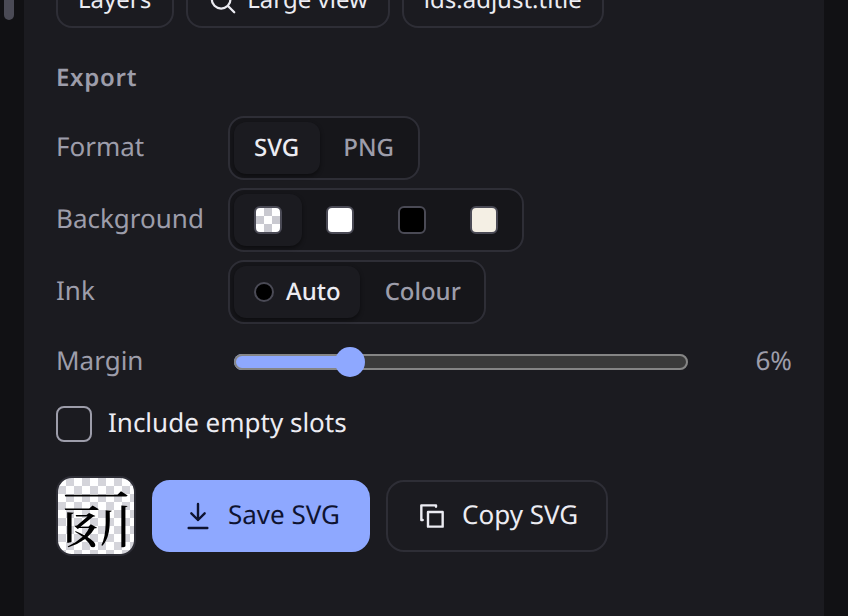 Layers Large view ids.adjust.title
Export
Format SVG PNG
Background
Ink Auto Colour
Margin 6%
Include empty slots
Save SVG Copy SVG